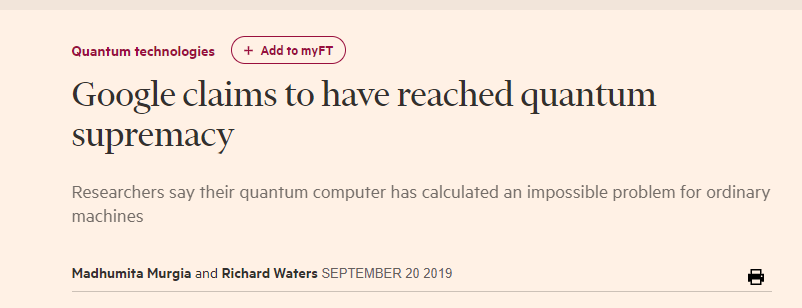 Quantum technologies + Add to myFT
Google claims to have reached quantum
supremacy
Researchers say their quantum computer has calculated an impossible problem for ordinary
machines
Madhumita Murgia and Richard Waters SEPTEMBER 20 2019